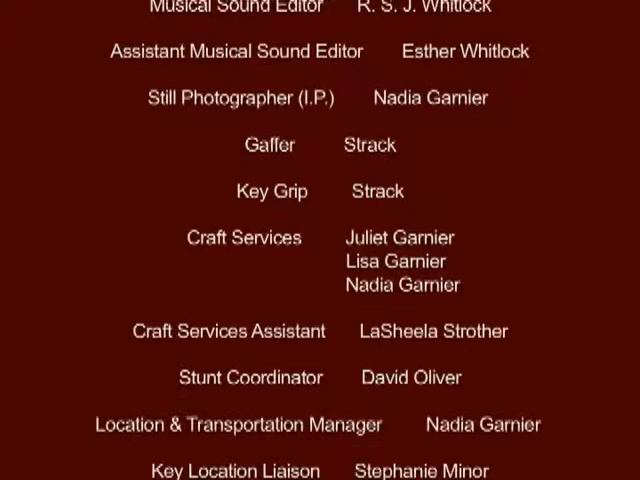 Musical Sound Editor R. S. J. Whitlock
Assistant Musical Sound Editor Esther Whitlock
Still Photographer (I.P.) Nadia Garnier
Gaffer Strack
Key Grip Strack
Craft Services Juliet Garnier
Lisa Garnier
Nadia Garnier
Craft Services Assistant LaSheela Strother
Stunt Coordinator David Oliver
Location & Transportation Manager Nadia Garnier
Key Location Liaison Stephanie Minor